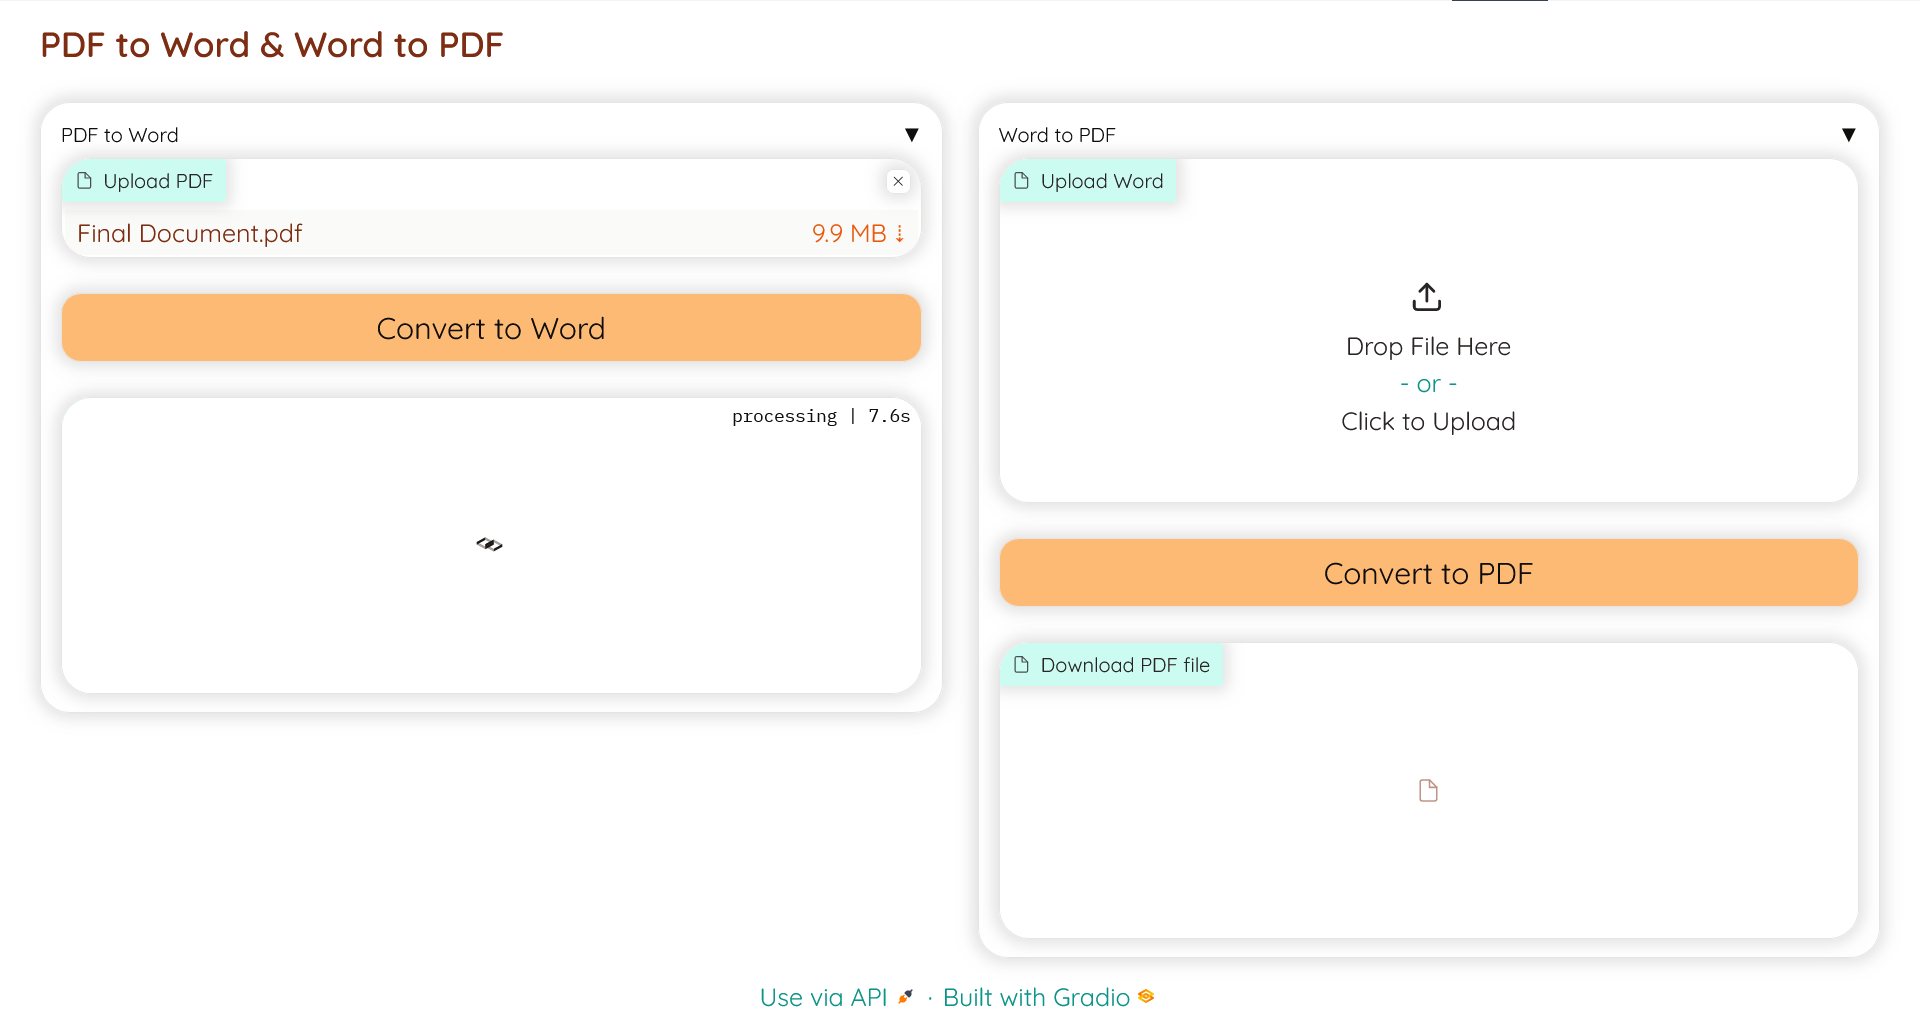 PDF to Word & Word to PDF
PDF to Word
Upload PDF
Final Document.pdf
9.9 MB ⇣
Convert to Word
processing | 7.6s
Word to PDF
Upload Word
Drop File Here
- or -
Click to Upload
Convert to PDF
Download PDF file
Use via API 🚀 · Built with Gradio